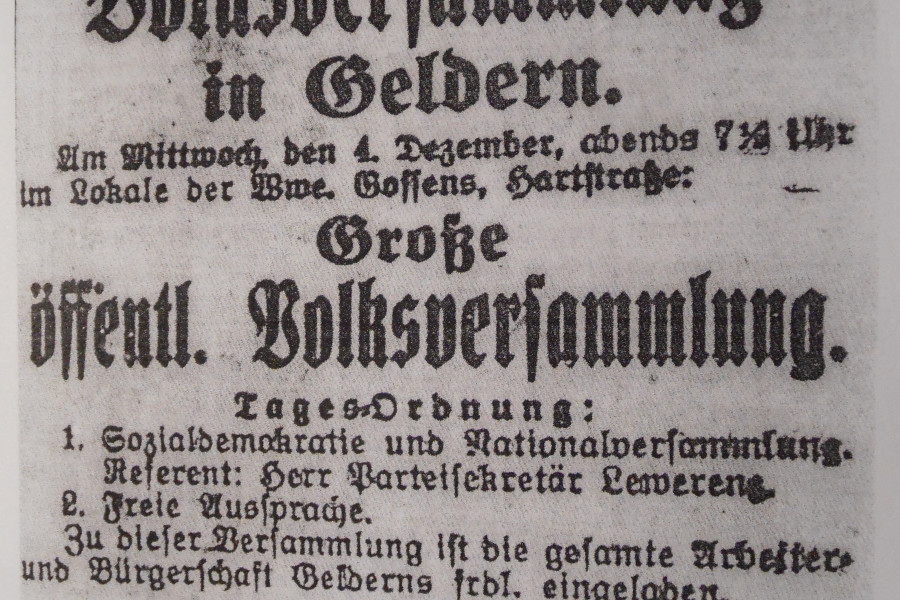 Volksversammlung
in Geldern.
Am Mittwoch, den 4. Dezember, abends 7½ Uhr
im Lokale der Wwe. Gossens, Hartstraße:
Große
öffentl. Volksversammlung.
Tages-Ordnung:
1. Sozialdemokratie und Nationalversammlung.
Referent: Herr Parteisekretär Lewerenz.
2. Freie Aussprache.
Zu dieser Versammlung ist die gesamte Arbeiter-
und Bürgerschaft Gelderns frdl. eingeladen.